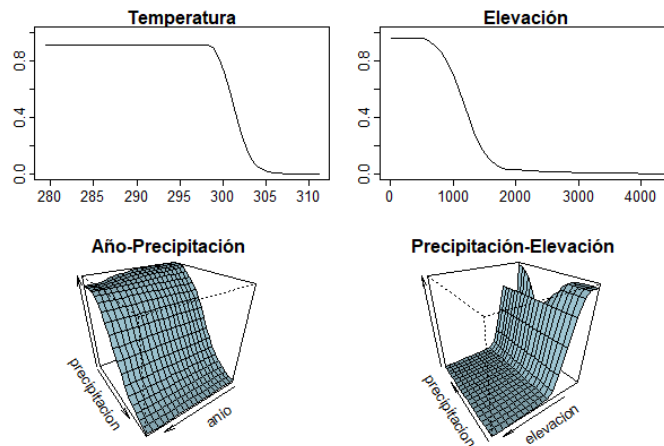 Temperatura
0.8
0.4
0.0
280 285 290 295 300 305 310
Elevación
0.8
0.4
0.0
0 1000 2000 3000 4000
Año-Precipitación
precipitacion
anio
Precipitación-Elevación
precipitacion
elevacion